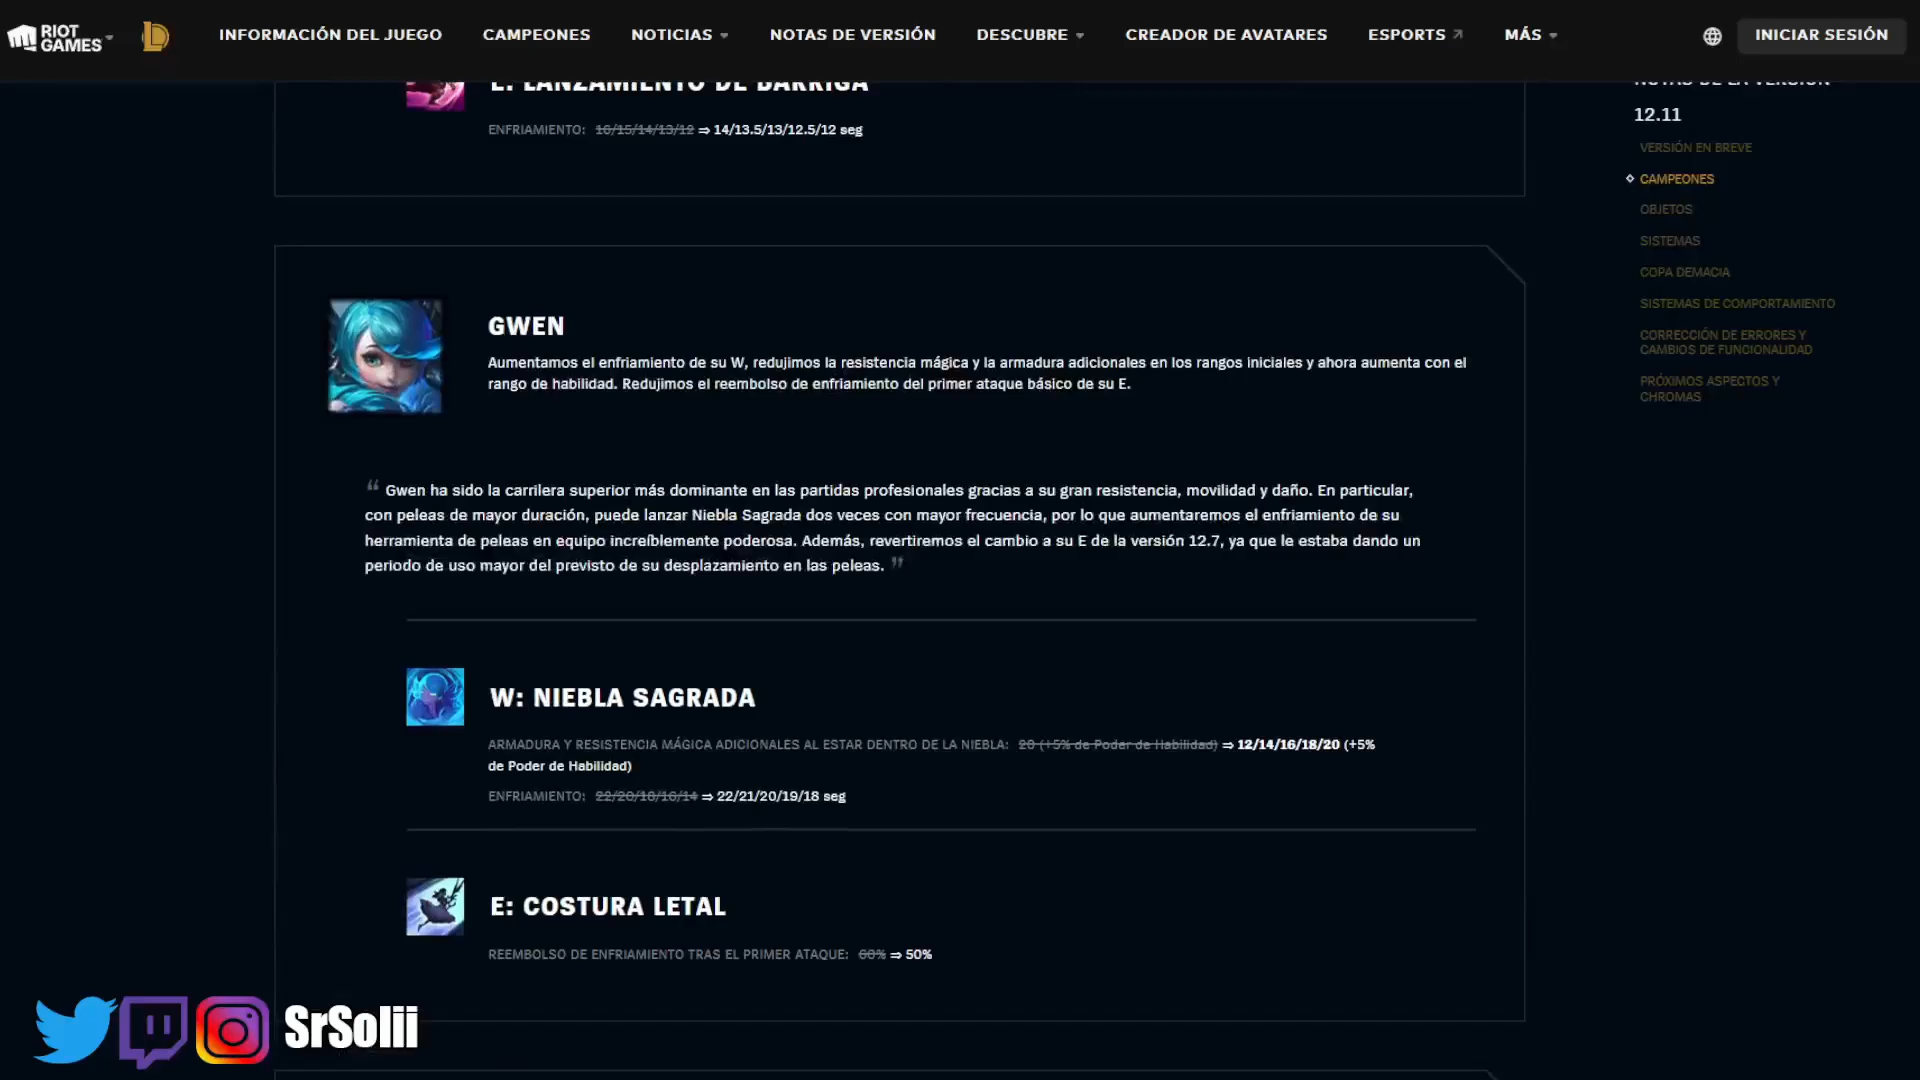 RIOT GAMES
INFORMACIÓN DEL JUEGO
CAMPEONES
NOTICIAS
NOTAS DE VERSIÓN
DESCUBRE
CREADOR DE AVATARES
ESPORTS
MÁS
INICIAR SESIÓN
E: LANZAMIENTO DE BARRIGA
ENFRIAMIENTO: 16/15/14/13/12 ⇒ 14/13.5/13/12.5/12 seg
GWEN
Aumentamos el enfriamiento de su W, redujimos la resistencia mágica y la armadura adicionales en los rangos iniciales y ahora aumenta con el
rango de habilidad. Redujimos el reembolso de enfriamiento del primer ataque básico de su E.
“ Gwen ha sido la carrilera superior más dominante en las partidas profesionales gracias a su gran resistencia, movilidad y daño. En particular,
con peleas de mayor duración, puede lanzar Niebla Sagrada dos veces con mayor frecuencia, por lo que aumentaremos el enfriamiento de su
herramienta de peleas en equipo increíblemente poderosa. Además, revertiremos el cambio a su E de la versión 12.7, ya que le estaba dando un
periodo de uso mayor del previsto de su desplazamiento en las peleas. ”
W: NIEBLA SAGRADA
ARMADURA Y RESISTENCIA MÁGICA ADICIONALES AL ESTAR DENTRO DE LA NIEBLA: 20 (+5% de Poder de Habilidad) ⇒ 12/14/16/18/20 (+5%
de Poder de Habilidad)
ENFRIAMIENTO: 22/20/18/16/14 ⇒ 22/21/20/19/18 seg
E: COSTURA LETAL
REEMBOLSO DE ENFRIAMIENTO TRAS EL PRIMER ATAQUE: 60% ⇒ 50%
NOTAS DE LA VERSIÓN
12.11
VERSIÓN EN BREVE
CAMPEONES
OBJETOS
SISTEMAS
COPA DEMACIA
SISTEMAS DE COMPORTAMIENTO
CORRECCIÓN DE ERRORES Y
CAMBIOS DE FUNCIONALIDAD
PRÓXIMOS ASPECTOS Y
CHROMAS
SrSolii